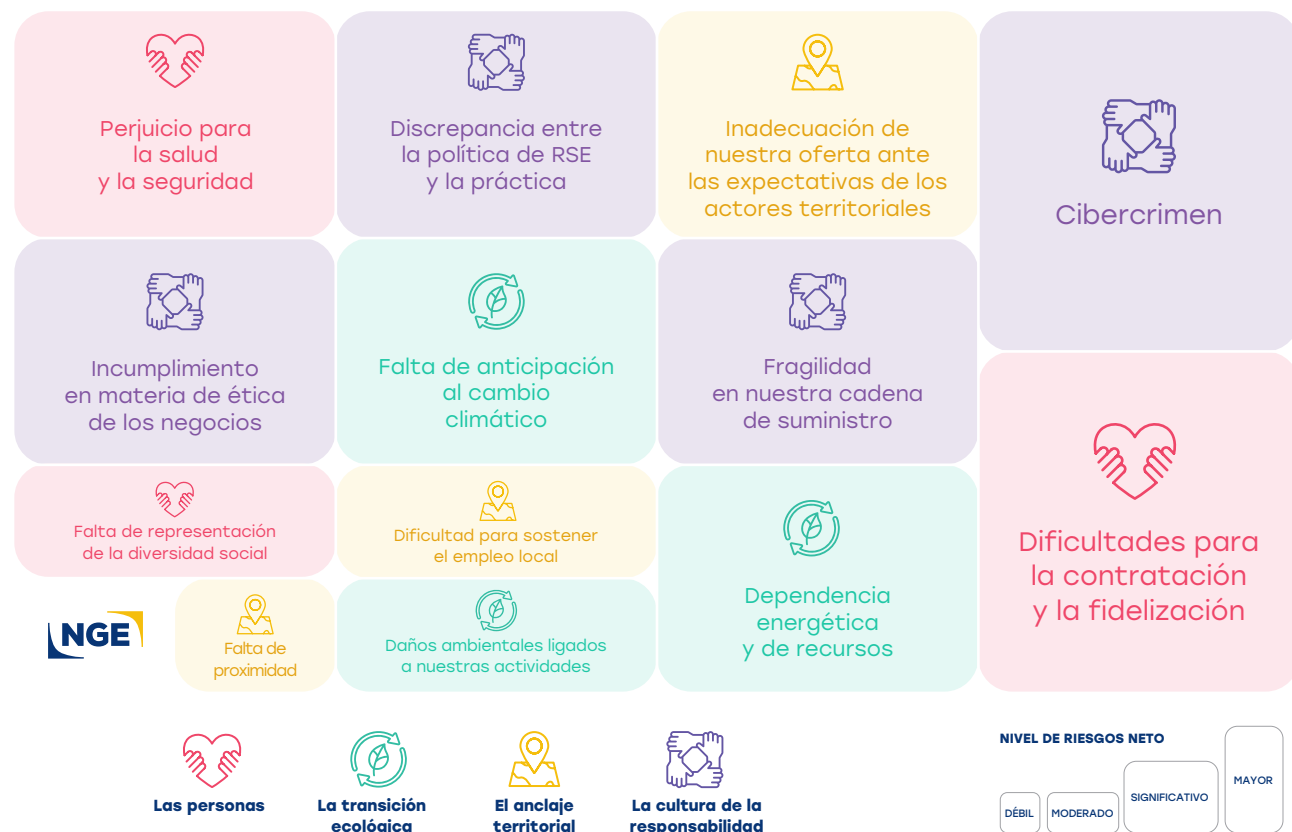 Perjuicio para
la salud
y la seguridad
Discrepancia entre
la política de RSE
y la práctica
Inadecuación de
nuestra oferta ante
las expectativas de los
actores territoriales
Cibercrimen
Incumplimiento
en materia de ética
de los negocios
Falta de anticipación
al cambio
climático
Fragilidad
en nuestra cadena
de suministro
Dificultades para
la contratación
y la fidelización
Falta de representación
de la diversidad social
Dificultad para sostener
el empleo local
Dependencia
energética
y de recursos
NGE
Falta de
proximidad
Daños ambientales ligados
a nuestras actividades
Las personas
La transición
ecológica
El anclaje
territorial
La cultura de la
responsabilidad
NIVEL DE RIESGOS NETO
DÉBIL
MODERADO
SIGNIFICATIVO
MAYOR